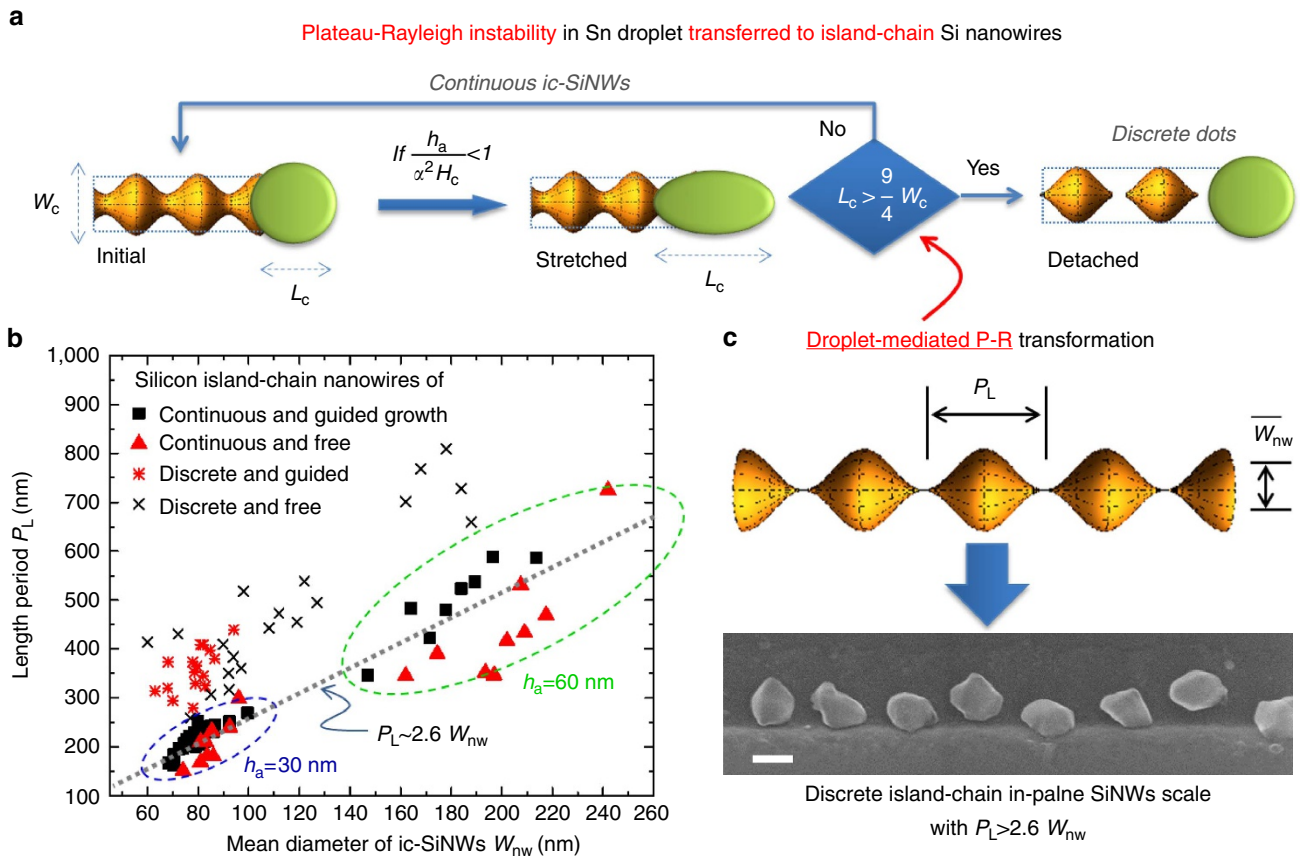 a
Plateau-Rayleigh instability in Sn droplet transferred to island-chain Si nanowires
Continuous ic-SiNWs
W_c
Initial
L_c
If h_a/α²H_c <1
Stretched
L_c
No
L_c > 9/4 W_c
Yes
Discrete dots
Detached
b
Length period P_L (nm)
1,000
900
800
700
600
500
400
300
200
100
Silicon island-chain nanowires of
Continuous and guided growth
Continuous and free
Discrete and guided
Discrete and free
h_a=60 nm
P_L~2.6 W_nw
h_a=30 nm
60 80 100 120 140 160 180 200 220 240 260
Mean diameter of ic-SiNWs W_nw (nm)
c
Droplet-mediated P-R transformation
P_L
W̅_nw
Discrete island-chain in-palne SiNWs scale
with P_L>2.6 W_nw